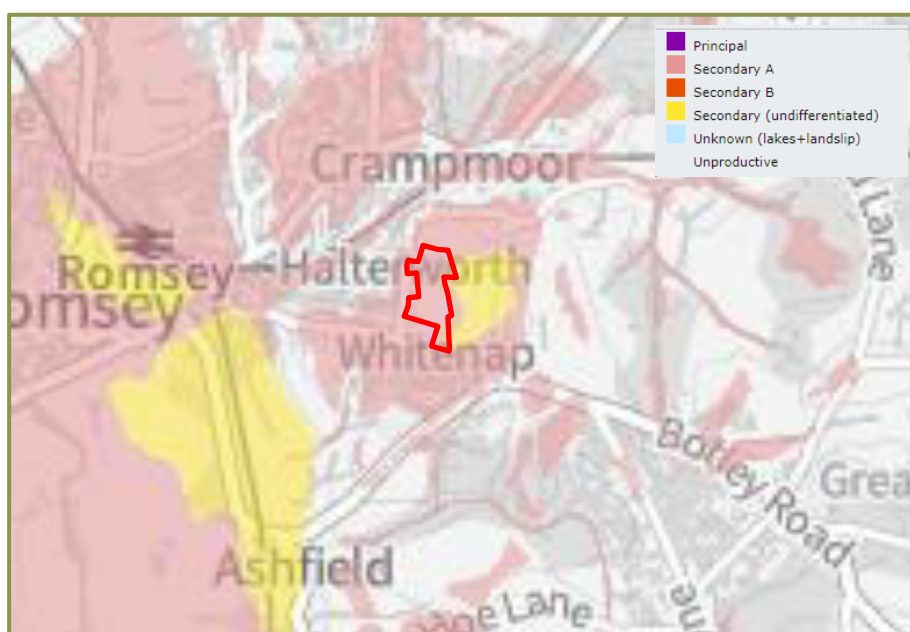 Principal
Secondary A
Secondary B
Secondary (undifferentiated)
Unknown (lakes+landslip)
Unproductive
Crampmoor
Lane
Romsey
Halterworth
omsey
Whitenap
Botley Road
Grea
Ashfield
ane Lane